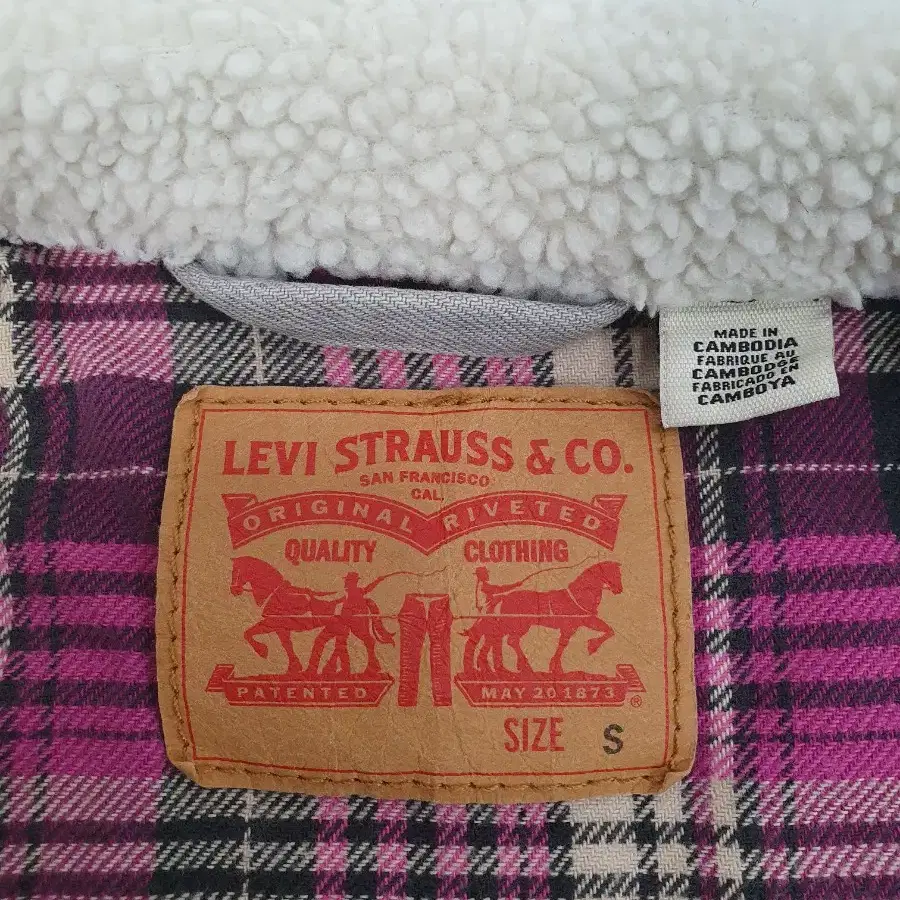 MADE IN
CAMBODIA
FABRIQUE AU
CAMBODGE
FABRICADO EN
CAMBOYA
LEVI STRAUSS & CO.
SAN FRANCISCO
CAL
ORIGINAL RIVETED
QUALITY CLOTHING
PATENTED MAY 20 1873
®
SIZE S